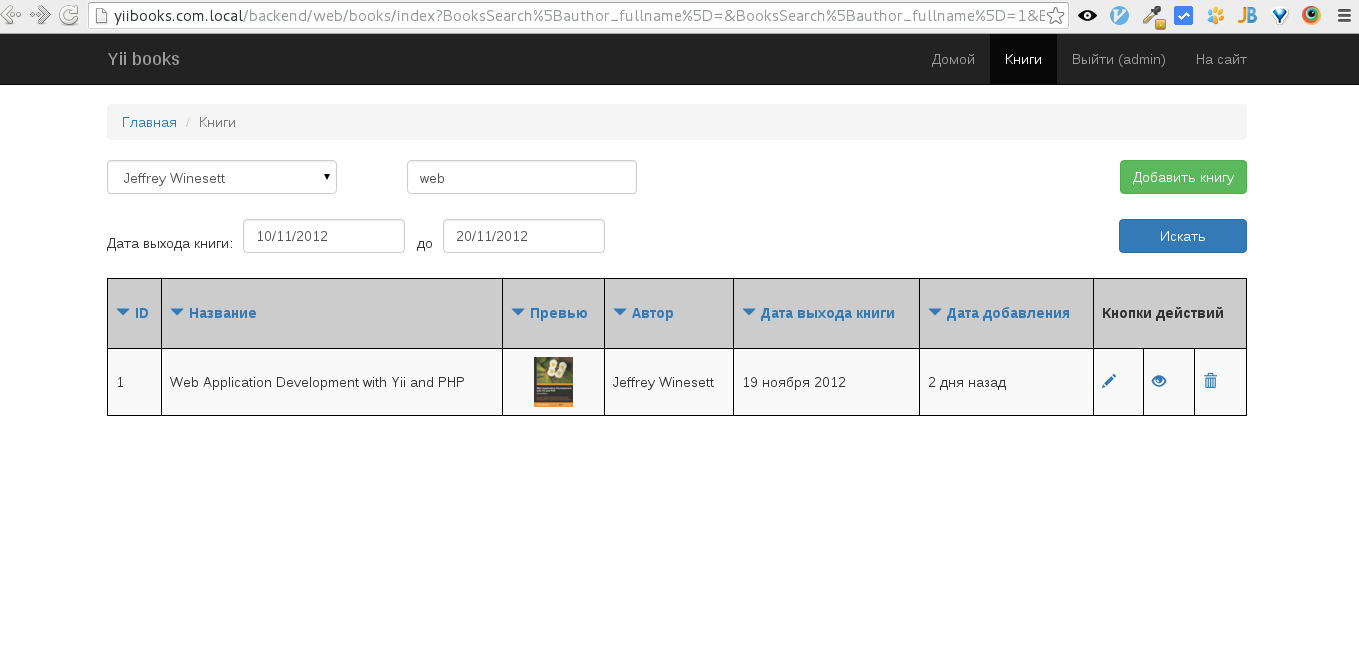 yiibooks.com.local/backend/web/books/index?BooksSearch%5Bauthor_fullname%5D=&BooksSearch%5Bauthor_fullname%5D=1&E
Yii books Домой Книги Выйти (admin) На сайт
Главная / Книги
Jeffrey Winesett web Добавить книгу
Дата выхода книги: 10/11/2012 до 20/11/2012 Искать
ID Название Превью Автор Дата выхода книги Дата добавления Кнопки действий
1 Web Application Development with Yii and PHP Jeffrey Winesett 19 ноября 2012 2 дня назад